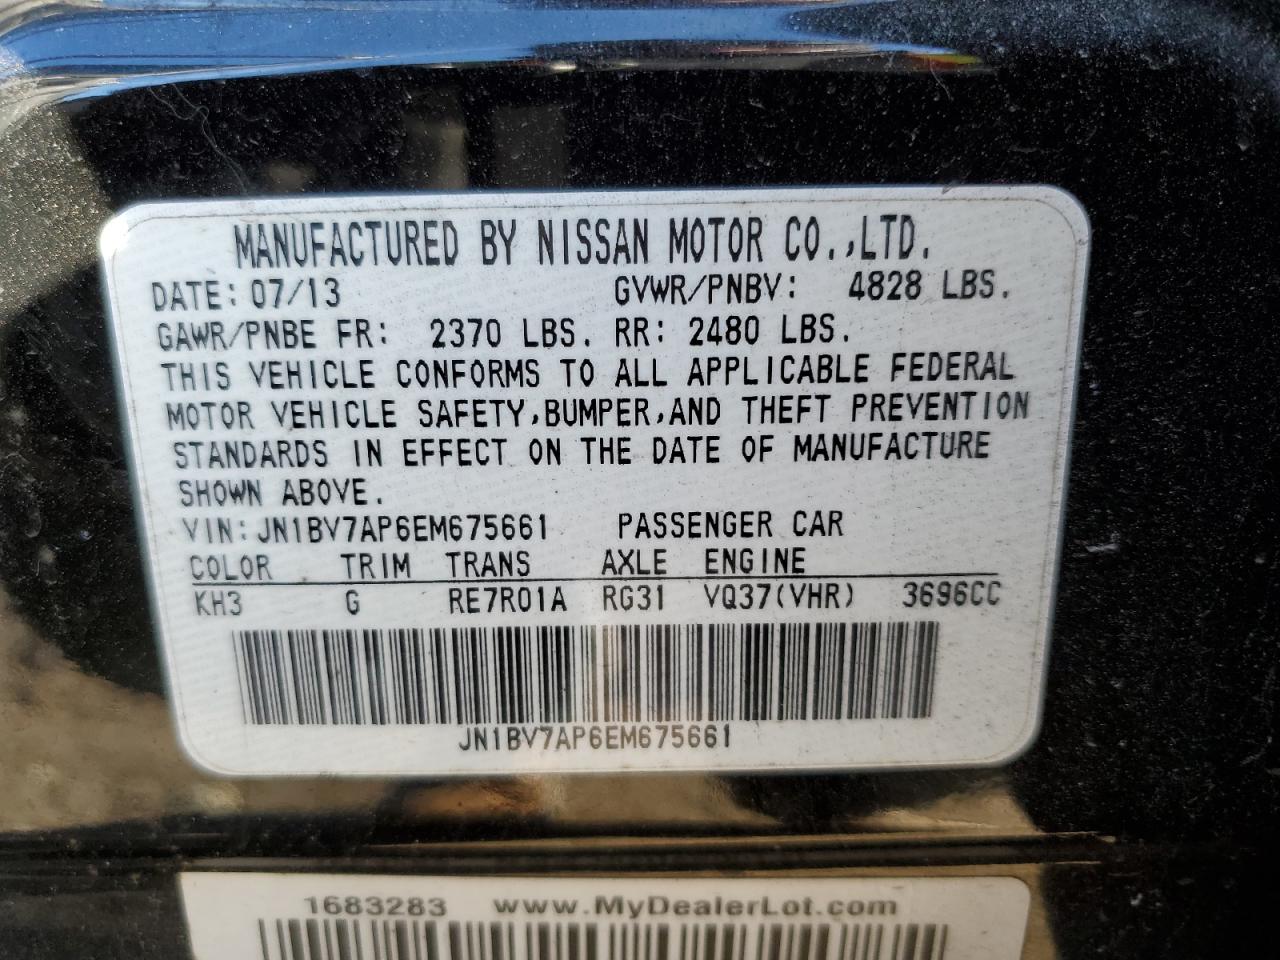 MANUFACTURED BY NISSAN MOTOR CO.,LTD.
DATE: 07/13 GVWR/PNBV: 4828 LBS.
GAWR/PNBE FR: 2370 LBS. RR: 2480 LBS.
THIS VEHICLE CONFORMS TO ALL APPLICABLE FEDERAL
MOTOR VEHICLE SAFETY,BUMPER,AND THEFT PREVENTION
STANDARDS IN EFFECT ON THE DATE OF MANUFACTURE
SHOWN ABOVE.
VIN: JN1BV7AP6EM675661 PASSENGER CAR
COLOR TRIM TRANS AXLE ENGINE
KH3 G RE7R01A RG31 VQ37(VHR) 3696CC
JN1BV7AP6EM675661
1683283 www.MyDealerLot.com